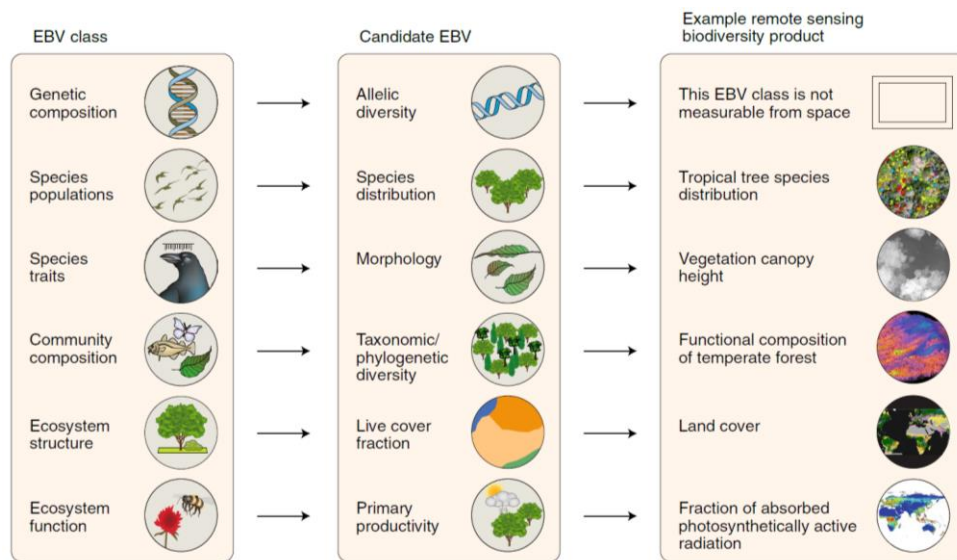 EBV class
Candidate EBV
Example remote sensing
biodiversity product
Genetic
composition
Allelic
diversity
This EBV class is not
measurable from space
Species
populations
Species
distribution
Tropical tree species
distribution
Species
traits
Morphology
Vegetation canopy
height
Community
composition
Taxonomic/
phylogenetic
diversity
Functional composition
of temperate forest
Ecosystem
structure
Live cover
fraction
Land cover
Ecosystem
function
Primary
productivity
Fraction of absorbed
photosynthetically active
radiation